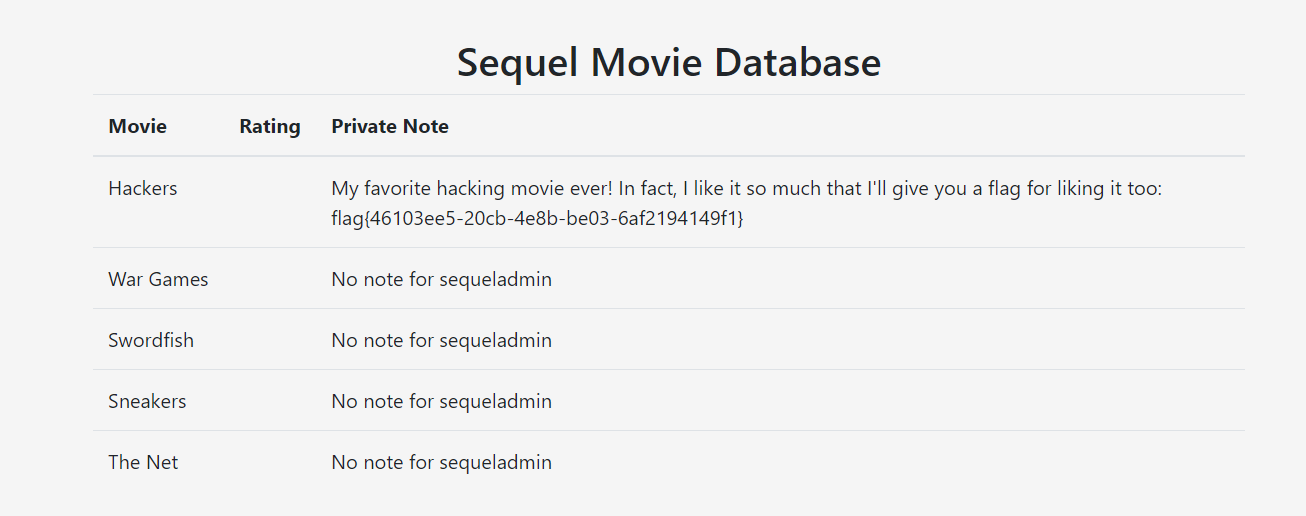 Sequel Movie Database
Movie Rating Private Note
Hackers My favorite hacking movie ever! In fact, I like it so much that I'll give you a flag for liking it too:
flag{46103ee5-20cb-4e8b-be03-6af2194149f1}
War Games No note for sequeladmin
Swordfish No note for sequeladmin
Sneakers No note for sequeladmin
The Net No note for sequeladmin